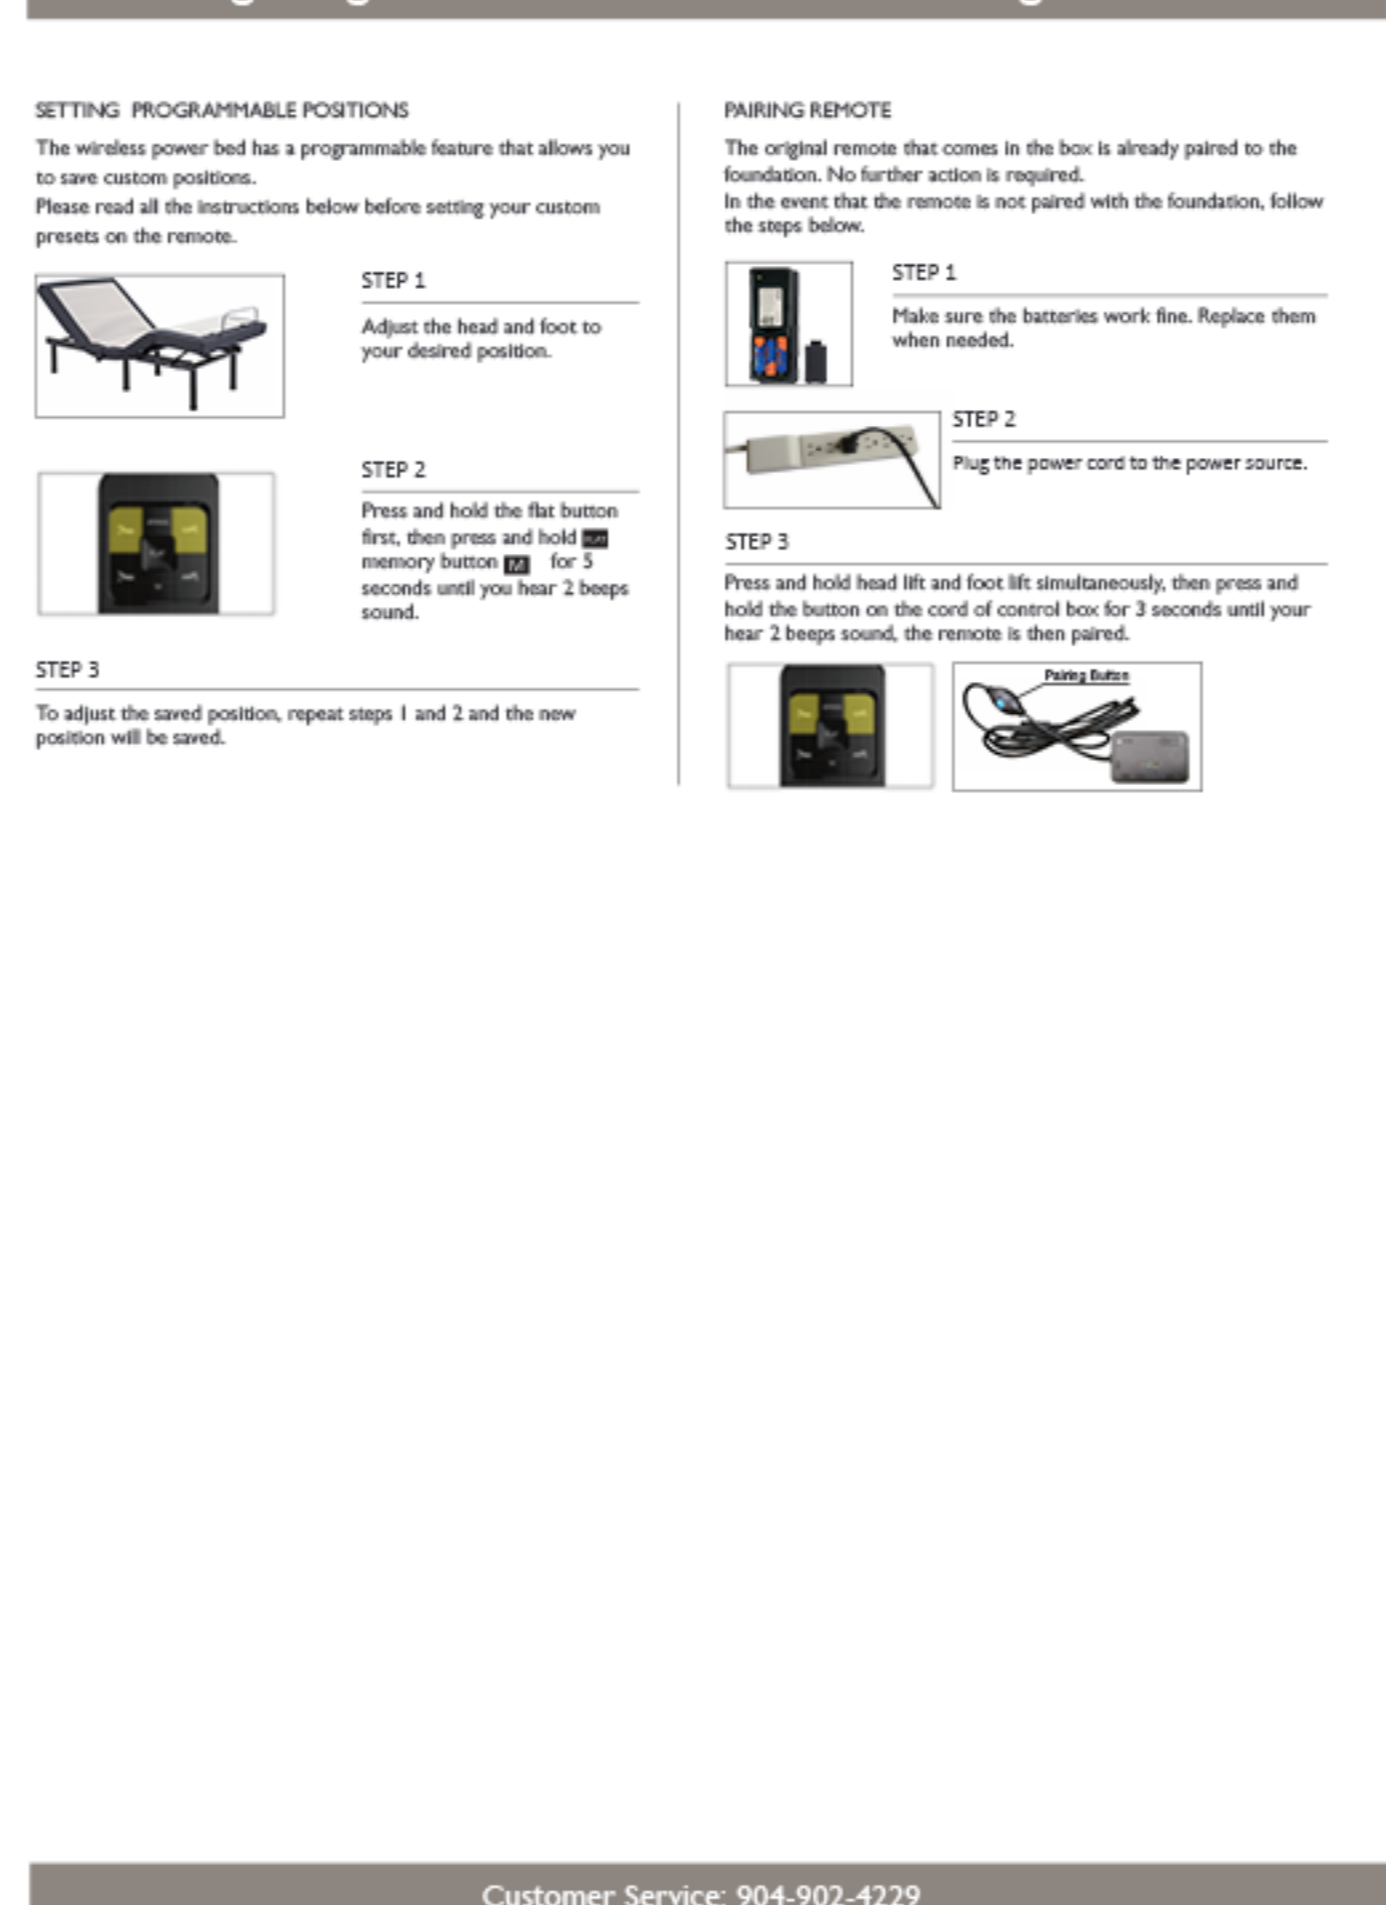 SETTING PROGRAMMABLE POSITIONS
The wireless power bed has a programmable feature that allows you
to save custom positions.
Please read all the instructions below before setting your custom
presets on the remote.
STEP 1
Adjust the head and foot to
your desired position.
STEP 2
Press and hold the flat button
first, then press and hold FLAT
memory button M for 5
seconds until you hear 2 beeps
sound.
STEP 3
To adjust the saved position, repeat steps 1 and 2 and the new
position will be saved.
PAIRING REMOTE
The original remote that comes in the box is already paired to the
foundation. No further action is required.
In the event that the remote is not paired with the foundation, follow
the steps below.
STEP 1
Make sure the batteries work fine. Replace them
when needed.
STEP 2
Plug the power cord to the power source.
STEP 3
Press and hold head lift and foot lift simultaneously, then press and
hold the button on the cord of control box for 3 seconds until your
hear 2 beeps sound, the remote is then paired.
Pairing Button
Customer Service: 904-902-4229